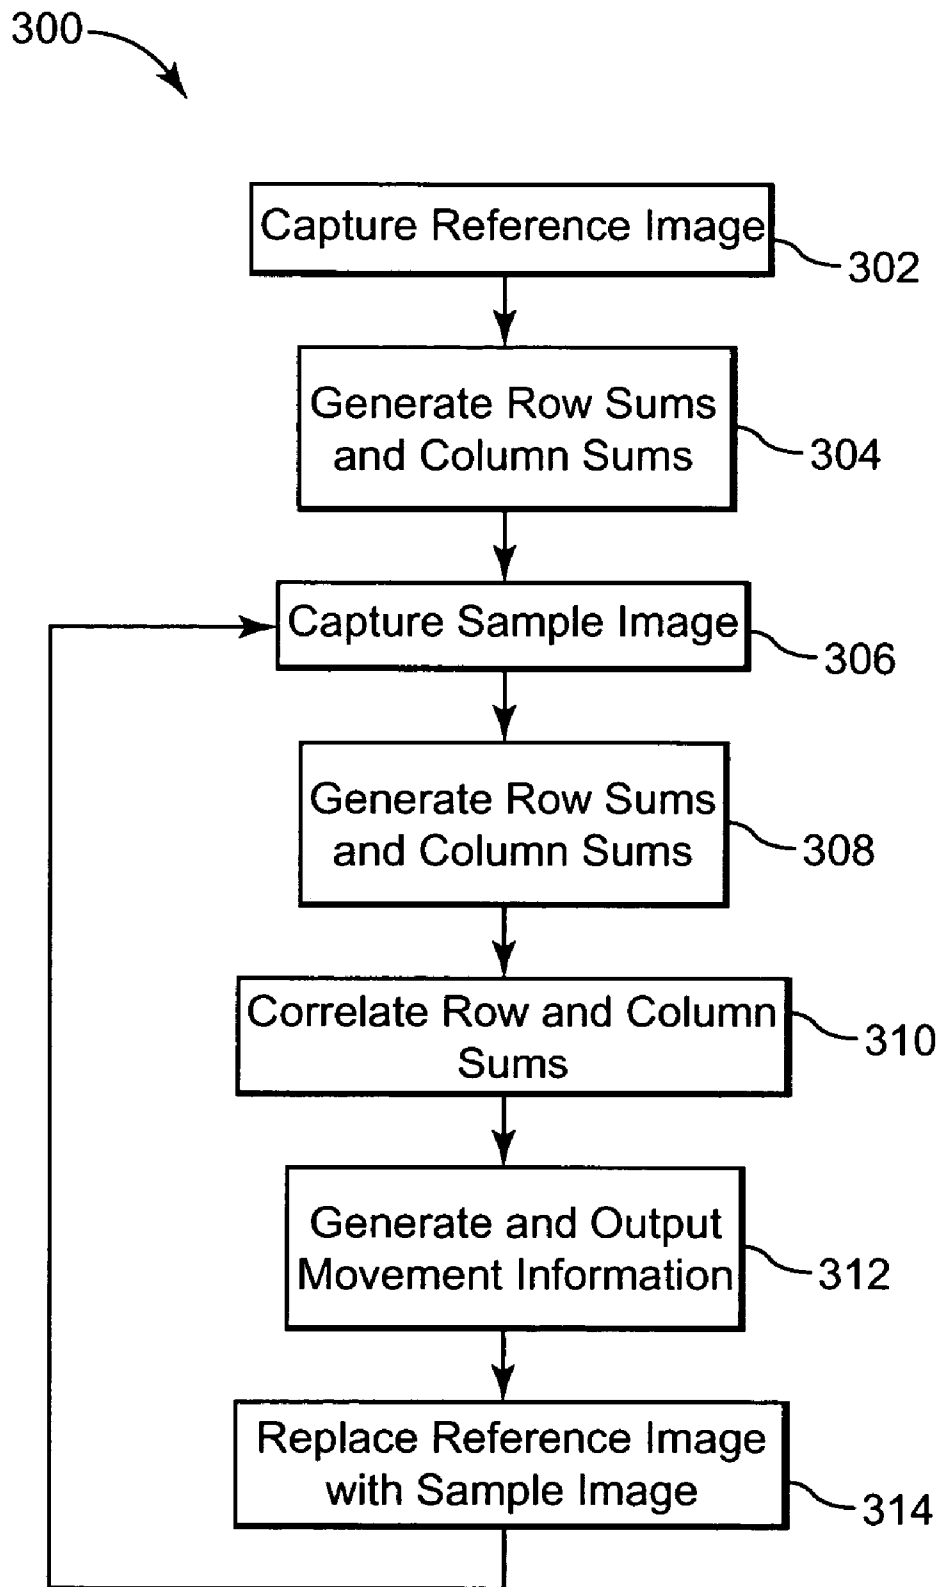 300
Capture Reference Image
302
Generate Row Sums
and Column Sums
304
Capture Sample Image
306
Generate Row Sums
and Column Sums
308
Correlate Row and Column
Sums
310
Generate and Output
Movement Information
312
Replace Reference Image
with Sample Image
314